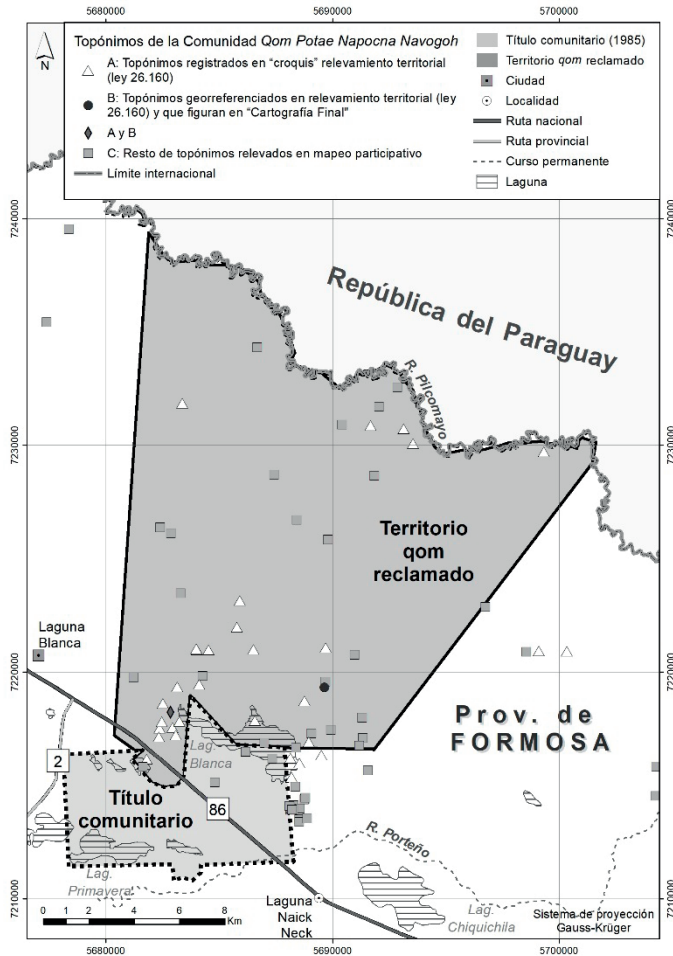 5680000 5690000 5700000
N
Topónimos de la Comunidad Qom Potae Napocna Navogoh
A: Topónimos registrados en "croquis" relevamiento territorial
(ley 26.160)
B: Topónimos georreferenciados en relevamiento territorial (ley
26.160) y que figuran en "Cartografía Final"
A y B
C: Resto de topónimos relevados en mapeo participativo
Límite internacional
Título comunitario (1985)
Territorio qom reclamado
Ciudad
Localidad
Ruta nacional
Ruta provincial
Curso permanente
Laguna
7240000 7240000
República del Paraguay
R. Pilcomayo
7230000 7230000
Territorio
qom
reclamado
Laguna
Blanca
7220000 7220000
Prov. de
FORMOSA
Lag.
Blanca
2
Título
comunitario
86
R. Porteño
Lag.
Primavera
Laguna
Naick
Neck
Lag.
Chiquichila
7210000 7210000
0 1 2 4 6 8
Km
Sistema de proyección
Gauss-Krüger
5680000 5690000 5700000